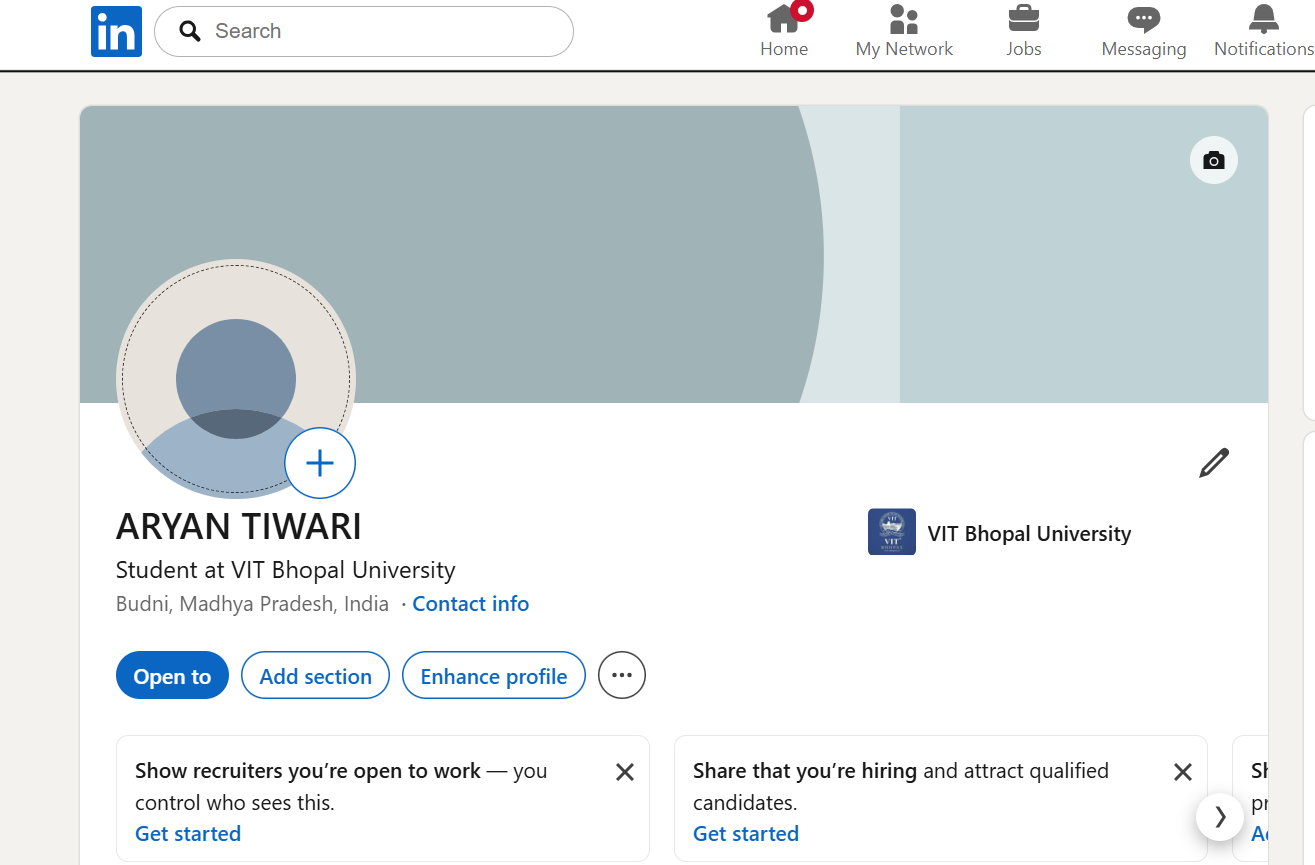 in
Search
Home
My Network
Jobs
Messaging
Notifications
ARYAN TIWARI
VIT
VIT Bhopal University
Student at VIT Bhopal University
Budni, Madhya Pradesh, India · Contact info
Open to
Add section
Enhance profile
Show recruiters you’re open to work — you
control who sees this.
Get started
Share that you’re hiring and attract qualified
candidates.
Get started